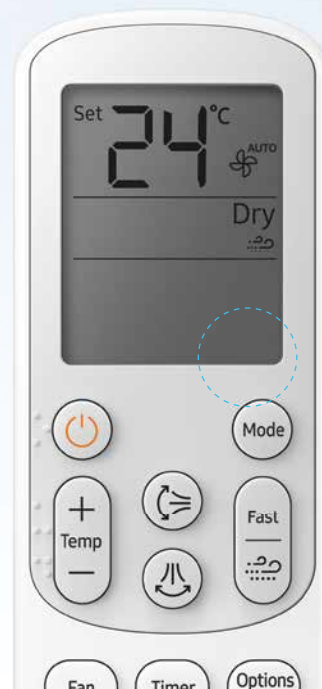 Set 24°C
AUTO
Dry
Mode
+
Temp
−
Fast
Fan
Timer
Options